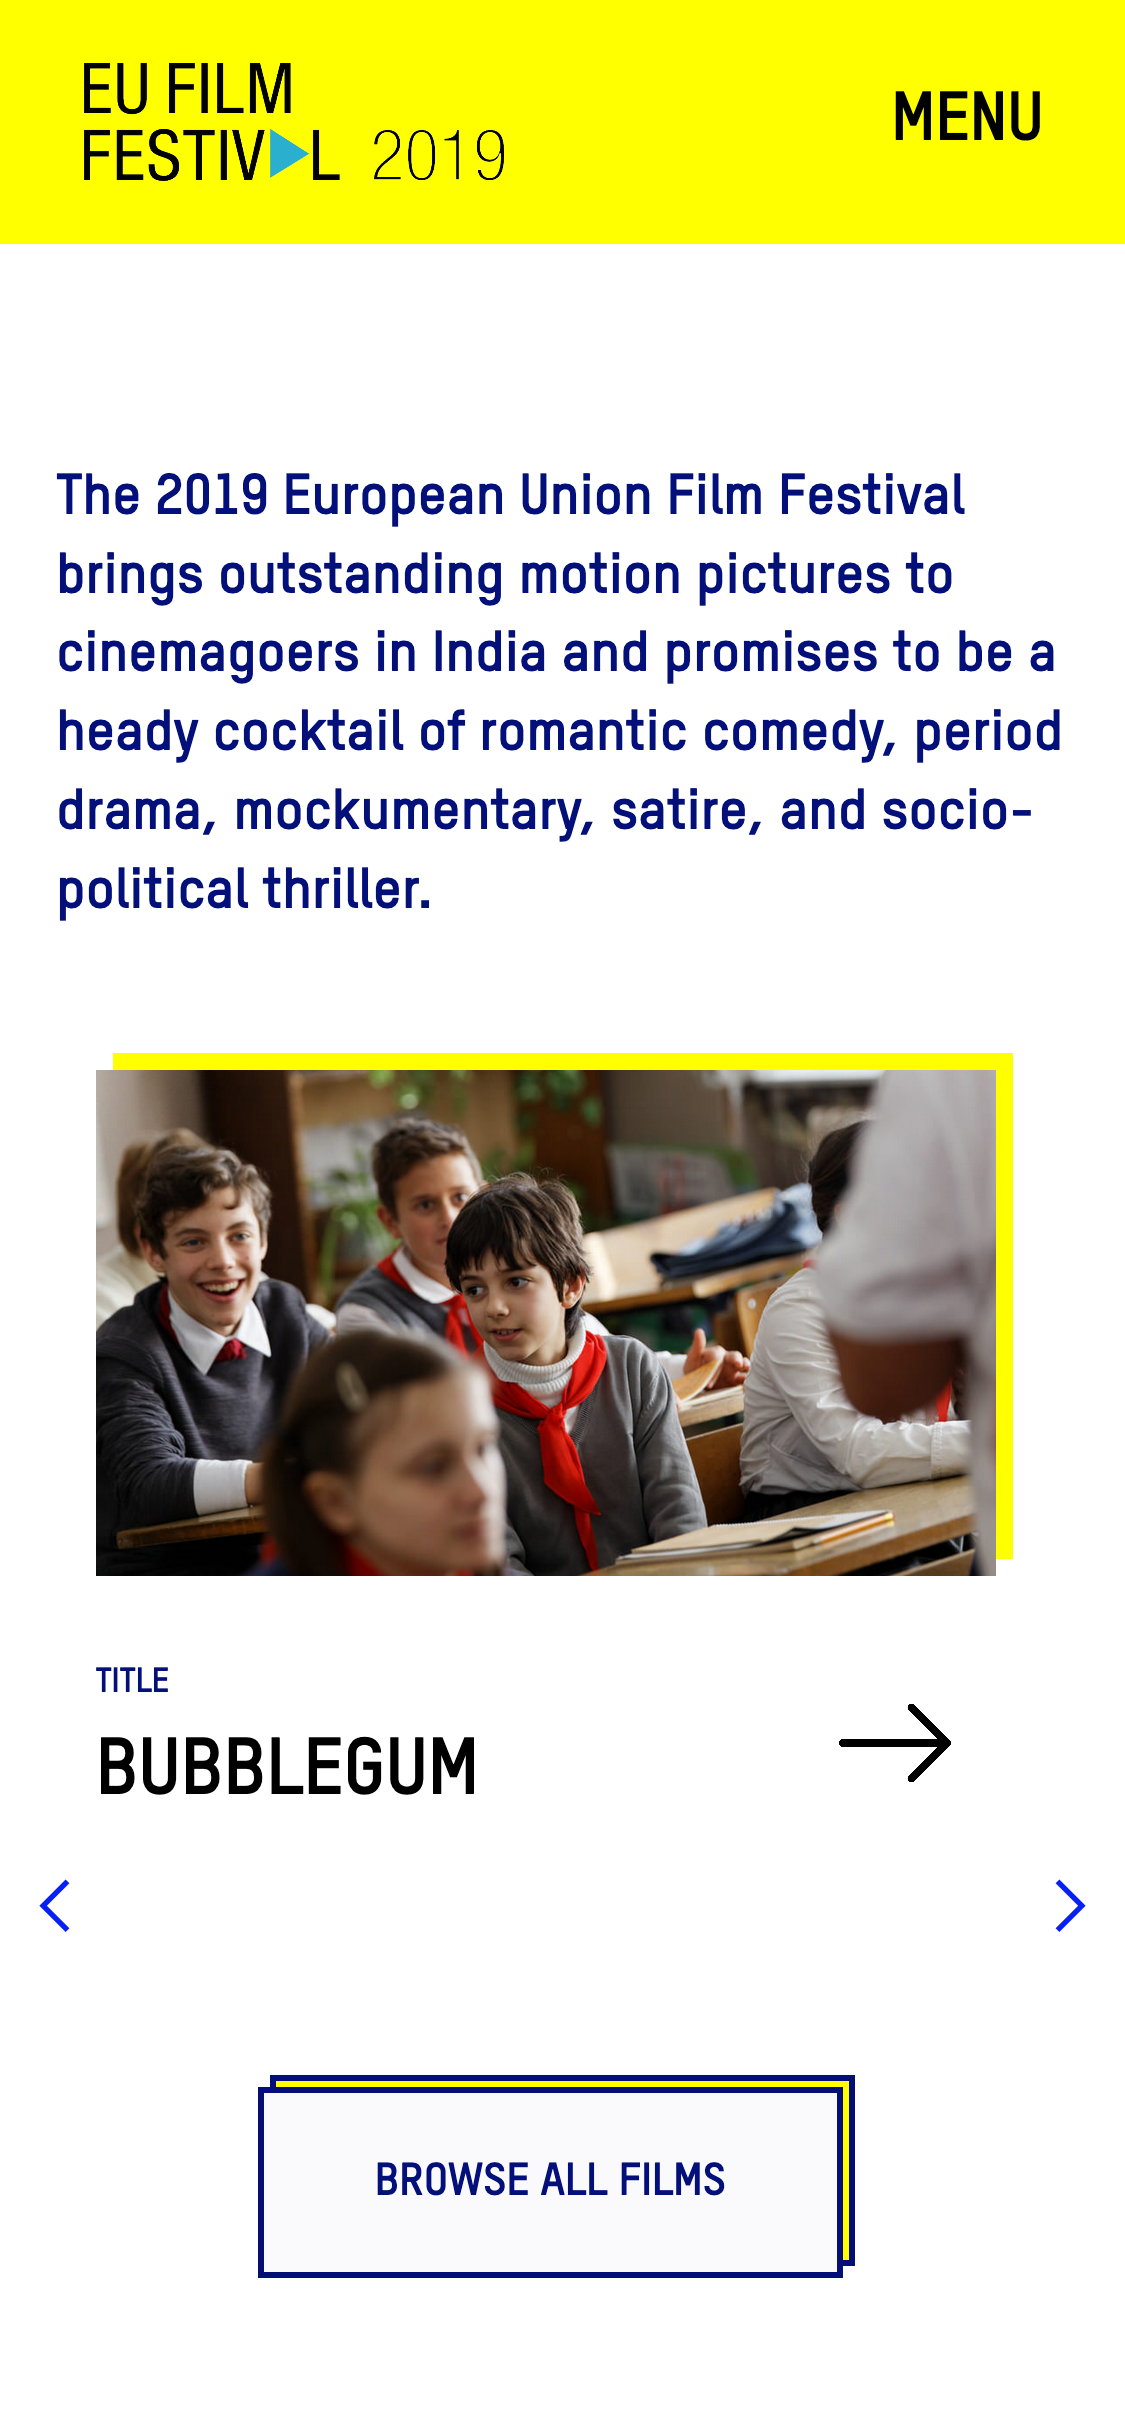 EU FILM
FESTIVAL 2019
MENU
The 2019 European Union Film Festival
brings outstanding motion pictures to
cinemagoers in India and promises to be a
heady cocktail of romantic comedy, period
drama, mockumentary, satire, and socio-
political thriller.
TITLE
BUBBLEGUM
BROWSE ALL FILMS